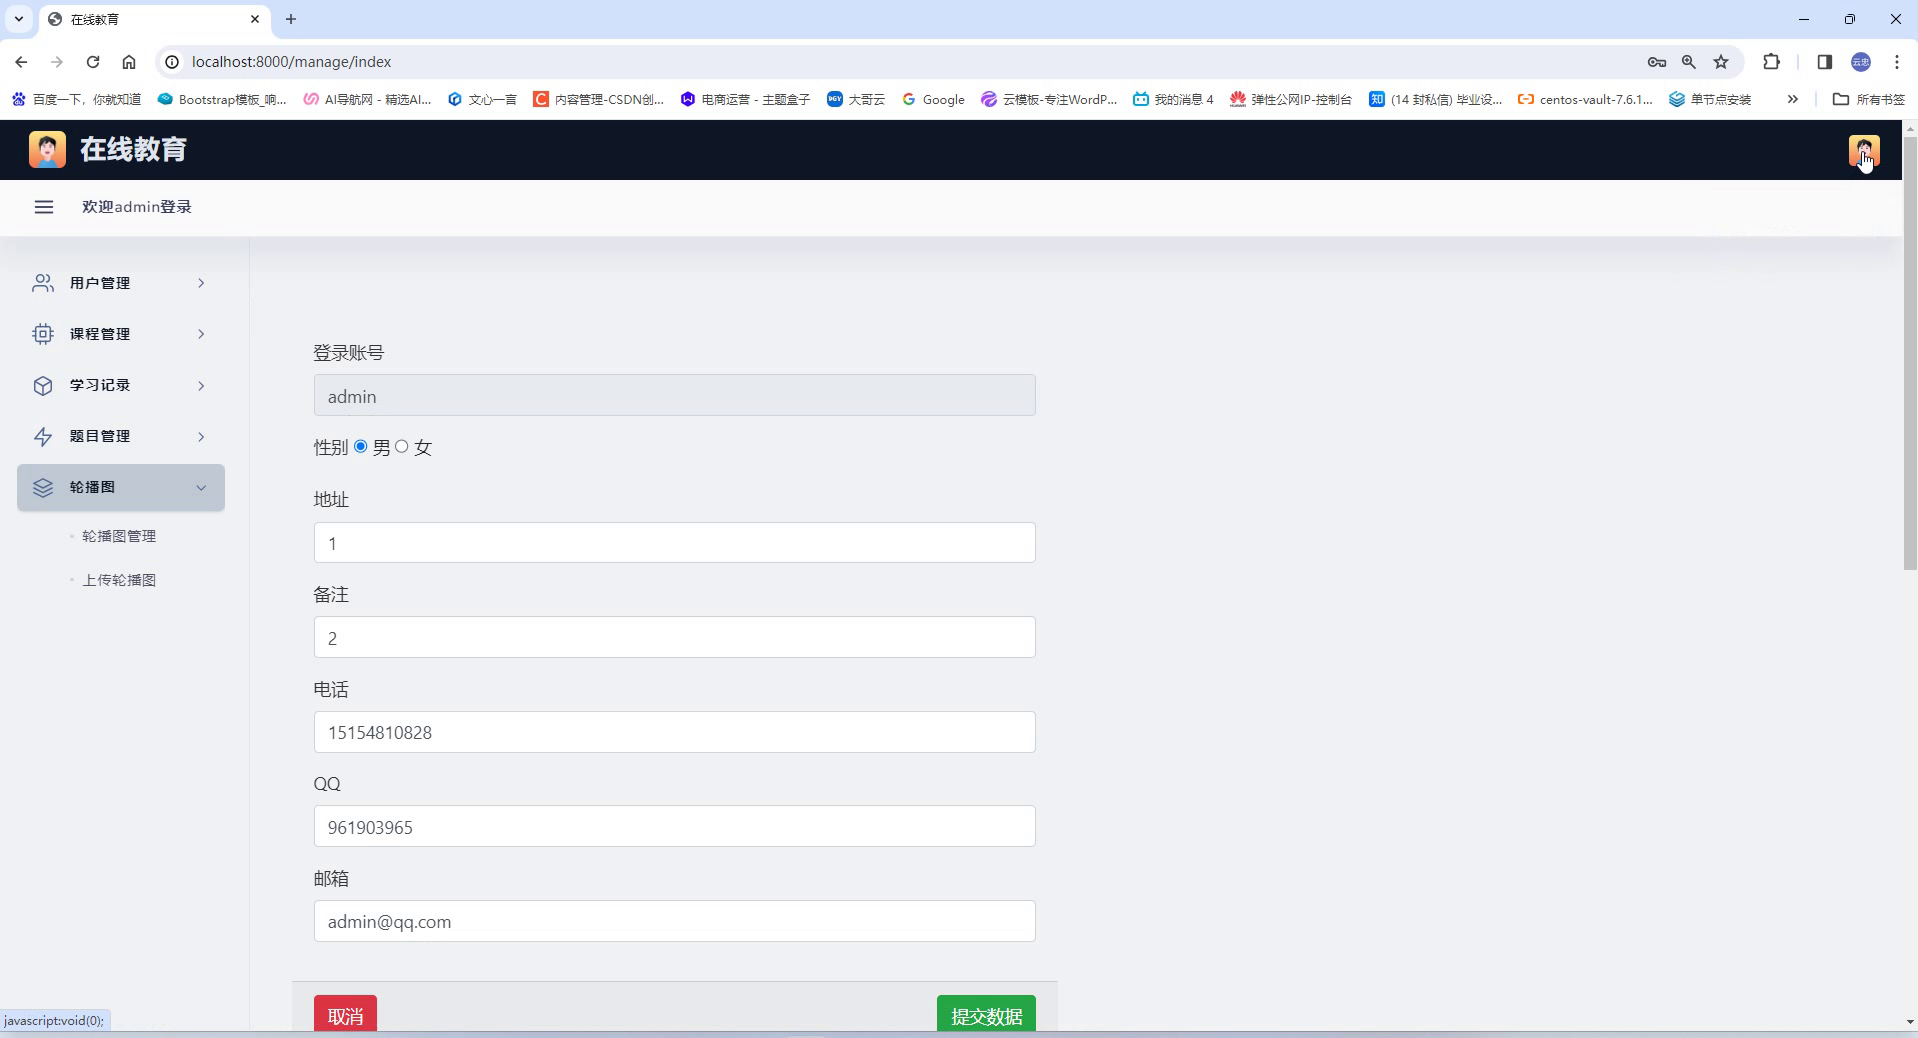 在线教育
localhost:8000/manage/index
云忠
百度一下，你就知道
Bootstrap模板_响...
AI导航网 - 精选AI...
文心一言
内容管理-CSDN创...
电商运营 - 主题盒子
大哥云
Google
云模板-专注WordP...
我的消息 4
弹性公网IP-控制台
(14 封私信) 毕业设...
centos-vault-7.6.1...
单节点安装
所有书签
在线教育
欢迎admin登录
用户管理
课程管理
学习记录
题目管理
轮播图
轮播图管理
上传轮播图
登录账号
admin
性别 男 女
地址
1
备注
2
电话
15154810828
QQ
961903965
邮箱
admin@qq.com
取消
提交数据
javascript:void(0);